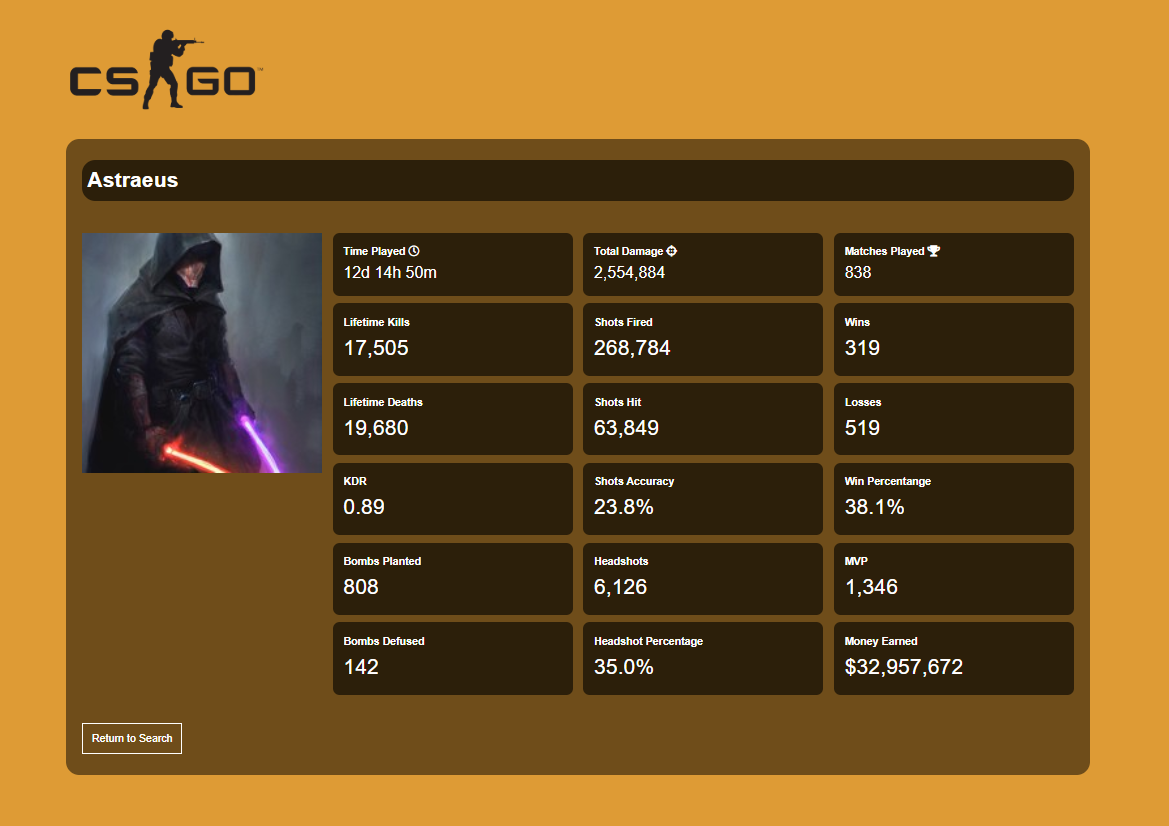 CS GO™
Astraeus
Time Played
12d 14h 50m
Total Damage
2,554,884
Matches Played
838
Lifetime Kills
17,505
Shots Fired
268,784
Wins
319
Lifetime Deaths
19,680
Shots Hit
63,849
Losses
519
KDR
0.89
Shots Accuracy
23.8%
Win Percentange
38.1%
Bombs Planted
808
Headshots
6,126
MVP
1,346
Bombs Defused
142
Headshot Percentage
35.0%
Money Earned
$32,957,672
Return to Search